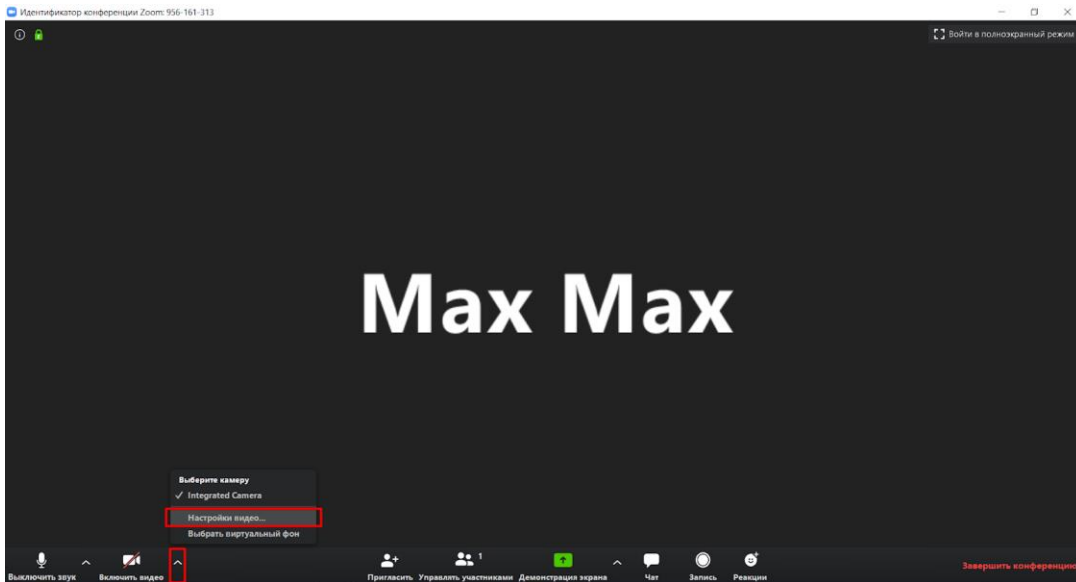 Идентификатор конференции Zoom: 956-161-313
Войти в полноэкранный режим
Max Max
Выберите камеру
✓ Integrated Camera
Настройки видео...
Выбрать виртуальный фон
1
Выключить звук Включить видео Пригласить Управлять участниками Демонстрация экрана Чат Запись Реакции Завершить конференцию